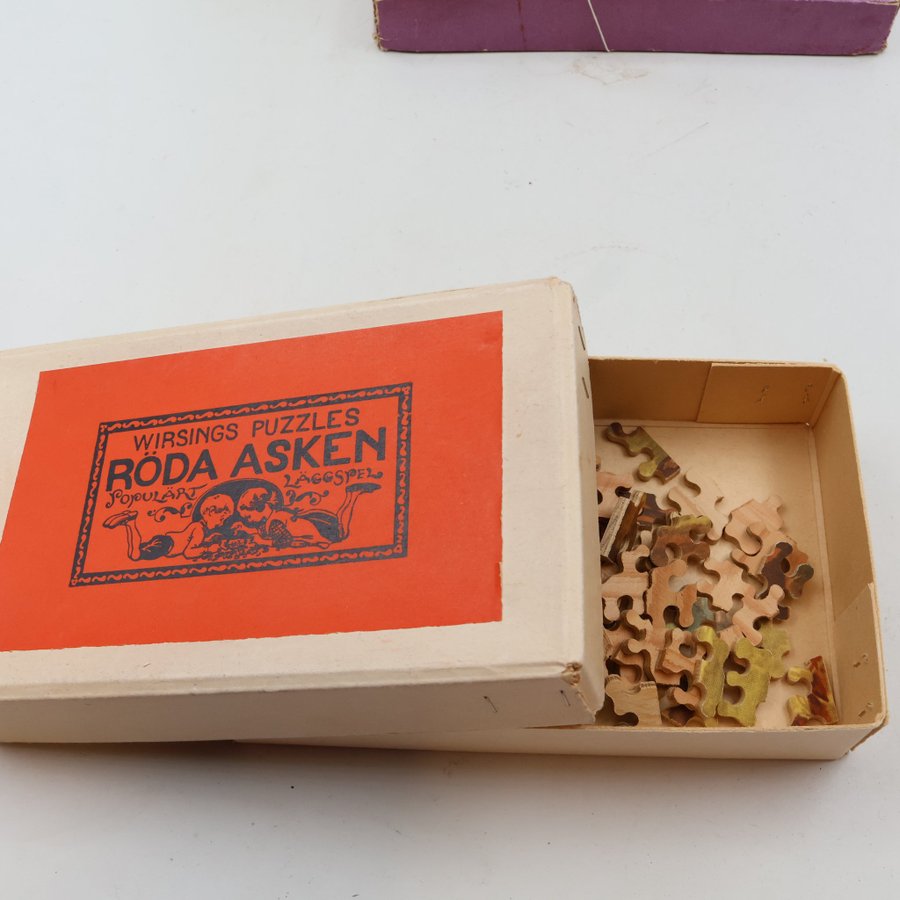 WIRSINGS PUZZLES
RÖDA ASKEN
POPULÄRT LÄGGSPEL